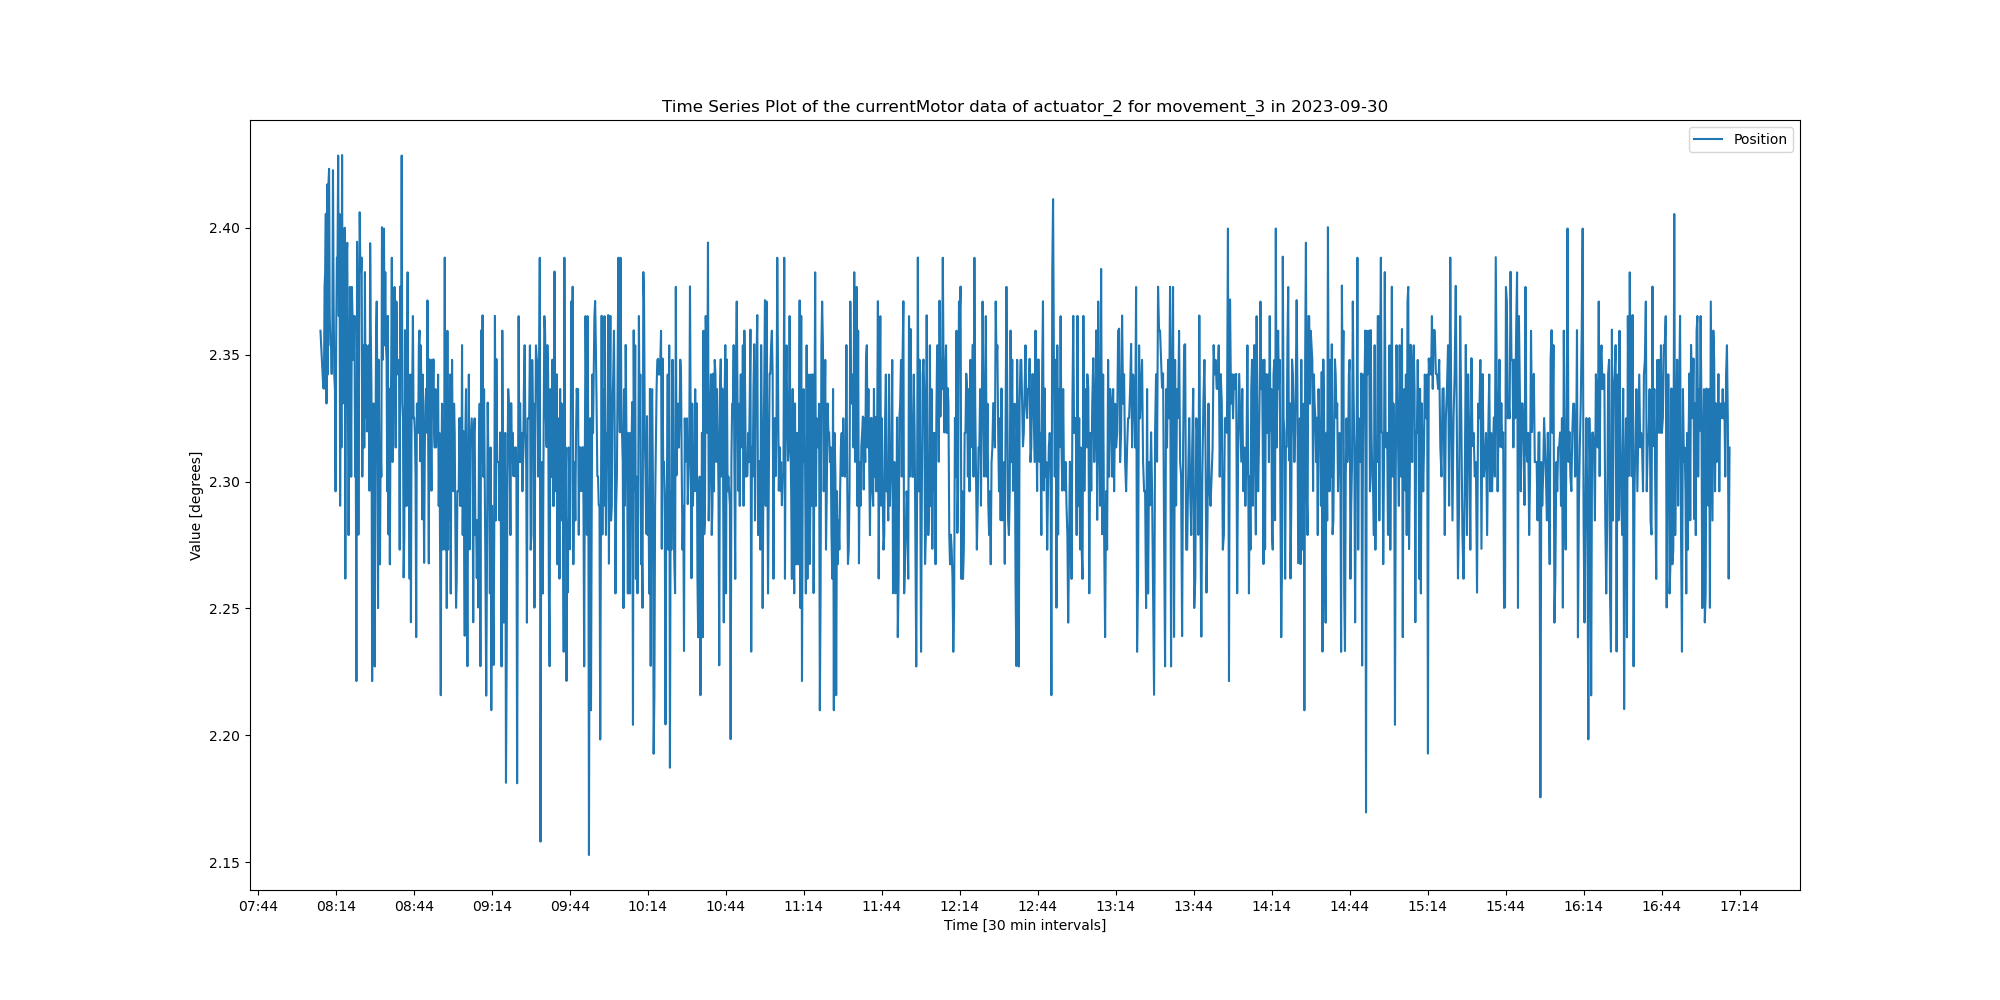 Time Series Plot of the currentMotor data of actuator_2 for movement_3 in 2023-09-30
Position
Value [degrees]
2.40
2.35
2.30
2.25
2.20
2.15
07:44 08:14 08:44 09:14 09:44 10:14 10:44 11:14 11:44 12:14 12:44 13:14 13:44 14:14 14:44 15:14 15:44 16:14 16:44 17:14
Time [30 min intervals]